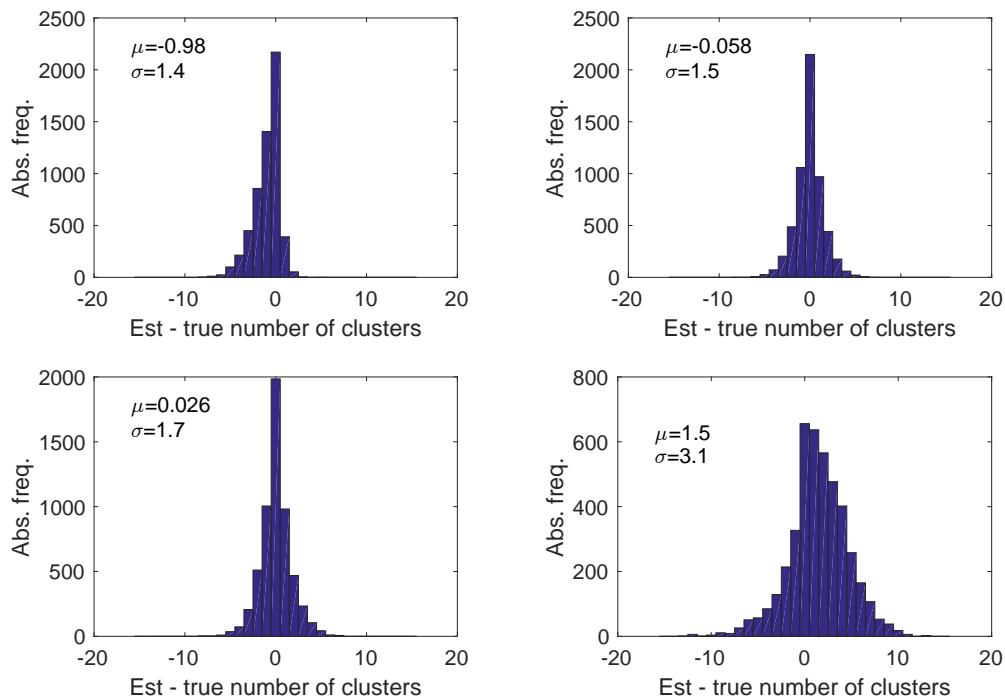 2500
2000
1500
1000
500
0
Abs. freq.
μ=-0.98
σ=1.4
-20 -10 0 10 20
Est - true number of clusters
2500
2000
1500
1000
500
0
Abs. freq.
μ=-0.058
σ=1.5
-20 -10 0 10 20
Est - true number of clusters
2000
1500
1000
500
0
Abs. freq.
μ=0.026
σ=1.7
-20 -10 0 10 20
Est - true number of clusters
800
600
400
200
0
Abs. freq.
μ=1.5
σ=3.1
-20 -10 0 10 20
Est - true number of clusters